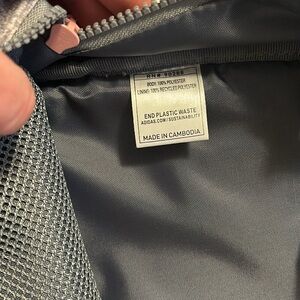 BODY: 100% POLYESTER
LINING: 100% RECYCLED POLYESTER
END PLASTIC WASTE
ADIDAS.COM/SUSTAINABILITY
MADE IN CAMBODIA